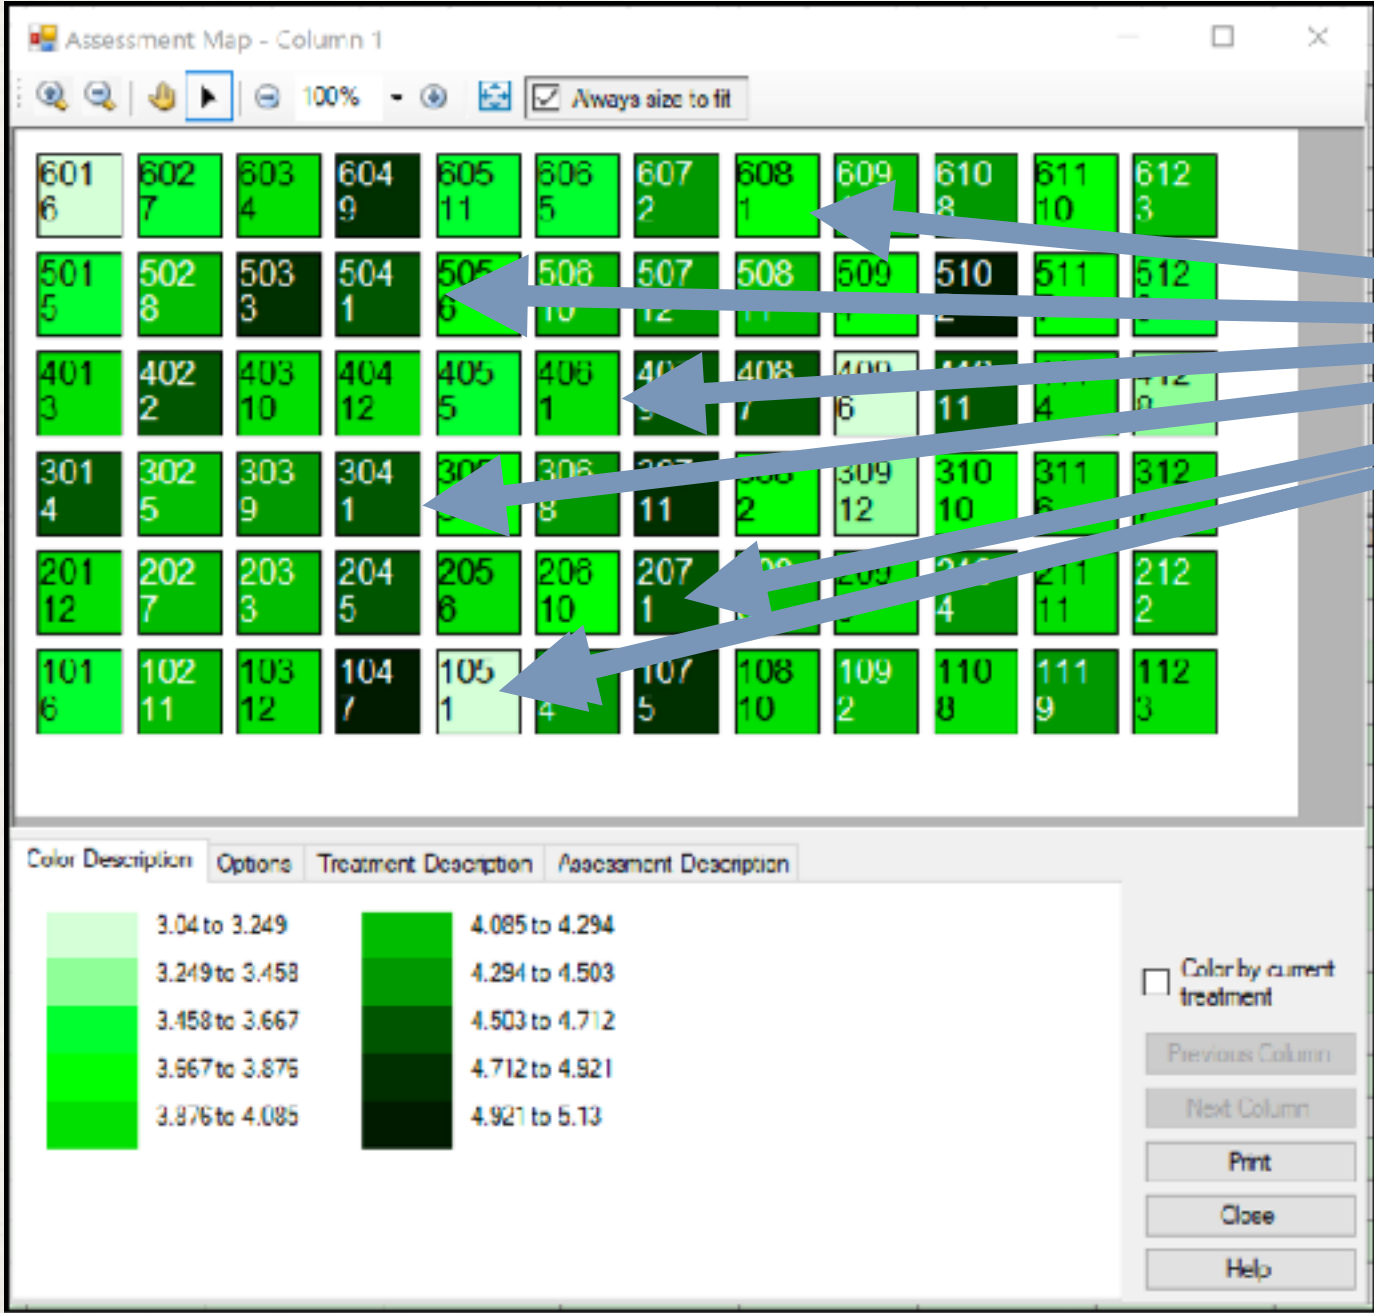 Assessment Map - Column 1
100% Always size to fit
601 602 603 604 605 606 607 608 609 610 611 612
6 7 4 9 11 5 2 1 8 10 3
501 502 503 504 505 506 507 508 509 510 511 512
5 8 3 1 6 10 12 11
401 402 403 404 405 406 408 409
3 2 10 12 5 1 6 11 4
301 302 303 304 306 309 310 311 312
4 5 9 1 8 11 2 12 10 6
201 202 203 204 205 206 207 209 211 212
12 7 3 5 6 10 1 4 11 2
101 102 103 104 105 107 108 109 110 111 112
6 11 12 7 1 4 5 10 2 8 9 3
Color Description Options Treatment Description Assessment Description
3.04 to 3.249 4.085 to 4.294
3.249 to 3.458 4.294 to 4.503
3.458 to 3.667 4.503 to 4.712
3.667 to 3.876 4.712 to 4.921
3.876 to 4.085 4.921 to 5.13
Color by current
treatment
Previous Column
Next Column
Print
Close
Help